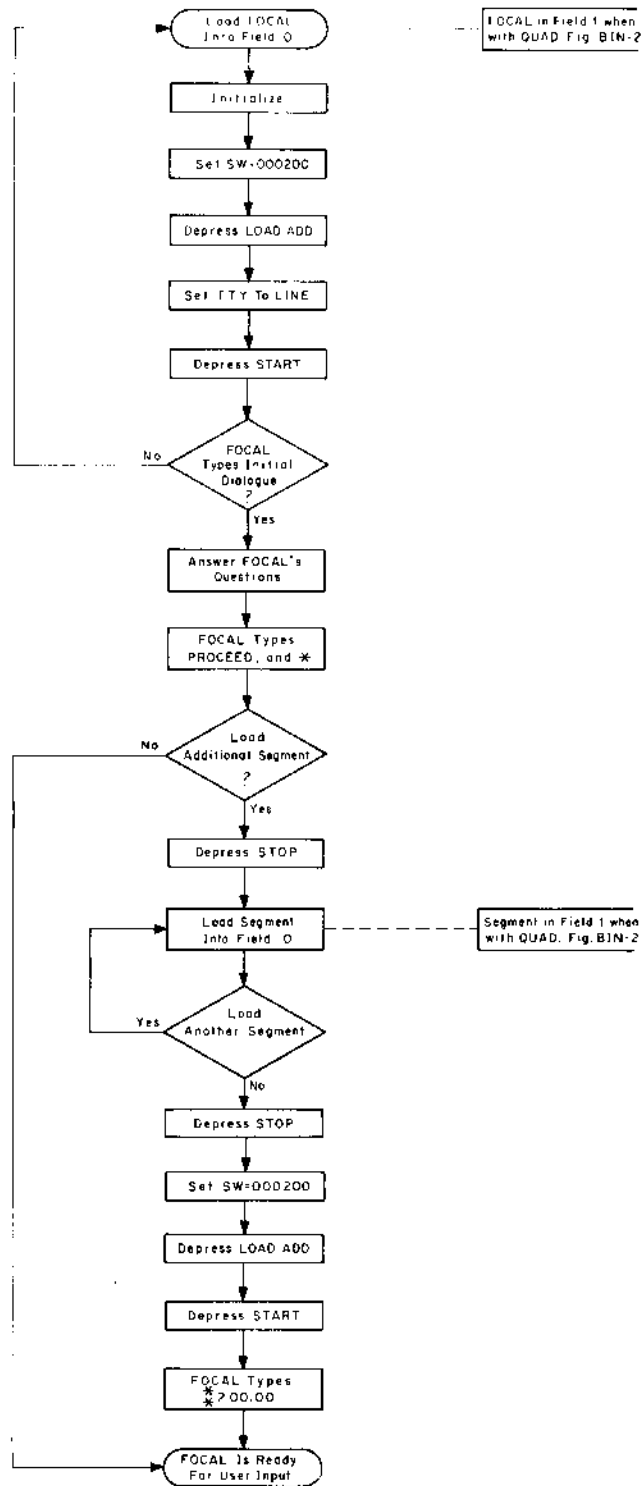 Load FOCAL
Into Field 0
FOCAL in Field 1 when
with QUAD Fig. BIN-2
Initialize
Set SW=000200
Depress LOAD ADD
Set TTY To LINE
Depress START
No
FOCAL
Types Initial
Dialogue
?
Yes
Answer FOCAL's
Questions
FOCAL Types
PROCEED, and *
No
Load
Additional Segment
?
Yes
Depress STOP
Load Segment
Into Field 0
Segment in Field 1 when
with QUAD. Fig. BIN-2
Yes
Load
Another Segment
No
Depress STOP
Set SW=000200
Depress LOAD ADD
Depress START
FOCAL Types
*
*?00.00
FOCAL Is Ready
For User Input